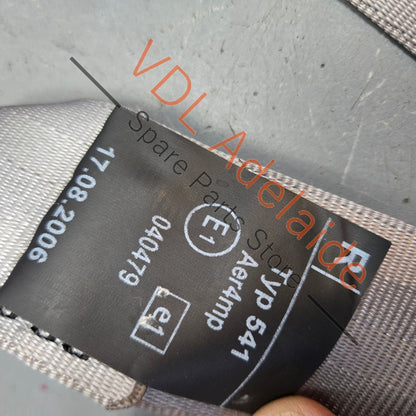 VDL Adelaide
Spare Parts Store
R
Typ 541
Aer4mp
E1
040479
e1
17.08.2006